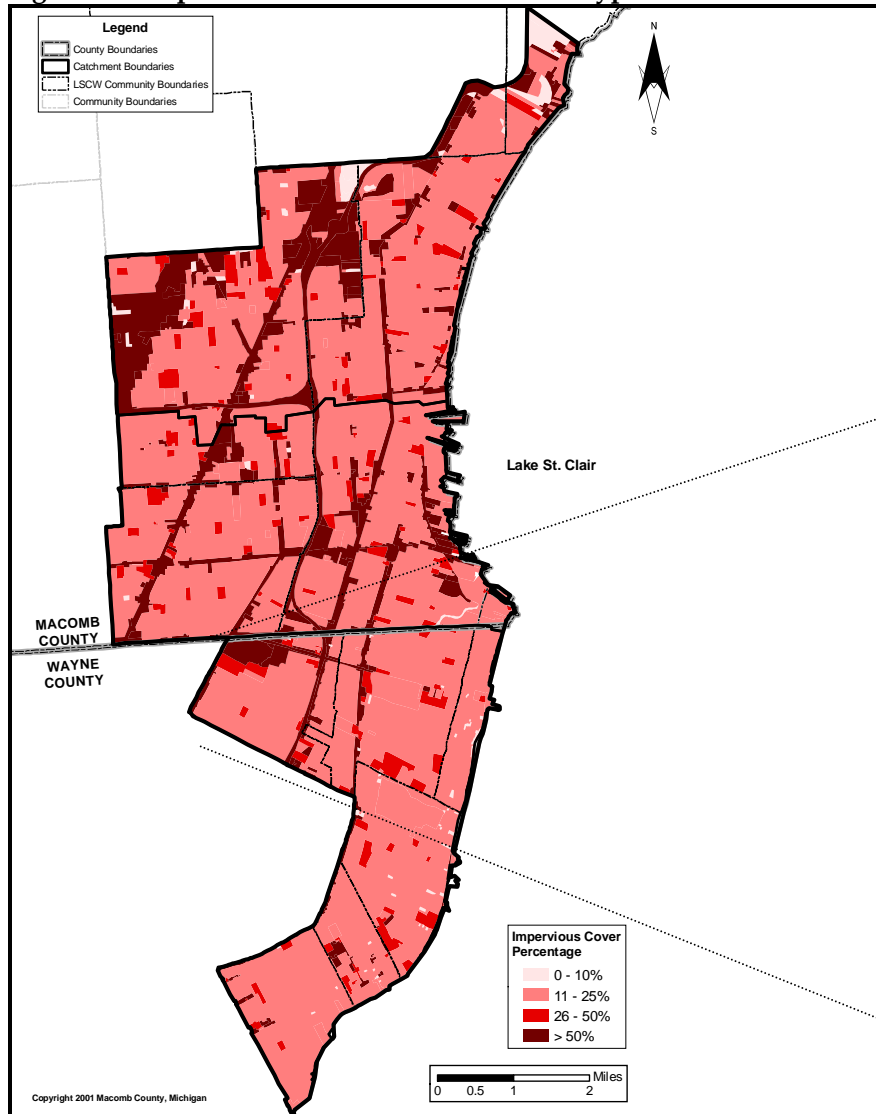 Legend
County Boundaries
Catchment Boundaries
LSCW Community Boundaries
Community Boundaries
N
S
Lake St. Clair
MACOMB
COUNTY
WAYNE
COUNTY
Impervious Cover
Percentage
0 - 10%
11 - 25%
26 - 50%
> 50%
Miles
0 0.5 1 2
Copyright 2001 Macomb County, Michigan